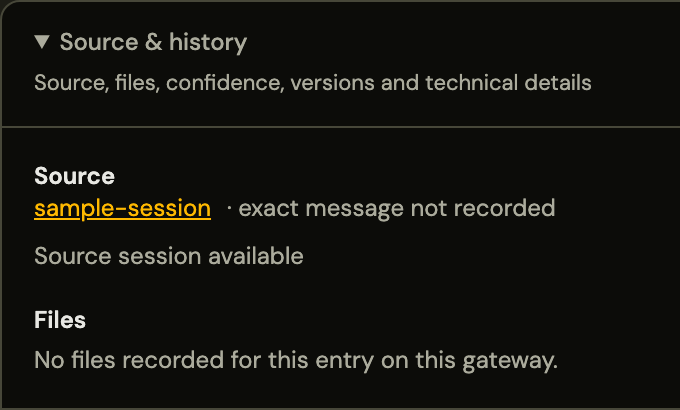 ▼ Source & history
Source, files, confidence, versions and technical details
Source
sample-session · exact message not recorded
Source session available
Files
No files recorded for this entry on this gateway.